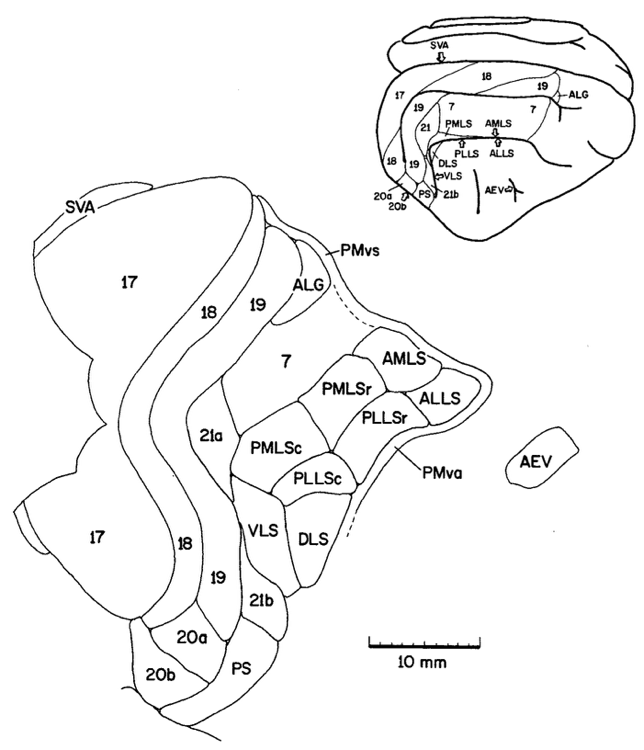 SVA
18
17
19
ALG
19
7
7
21
PMLS
AMLS
PLLS
ALLS
18
19
DLS
VLS
20a
20b
PS
21b
AEV
SVA
17
18
19
ALG
PMvs
7
AMLS
PMLSr
ALLS
PLLSr
21a
PMLSc
PLLSc
PMva
AEV
VLS
DLS
17
18
19
21b
20a
20b
PS
10 mm